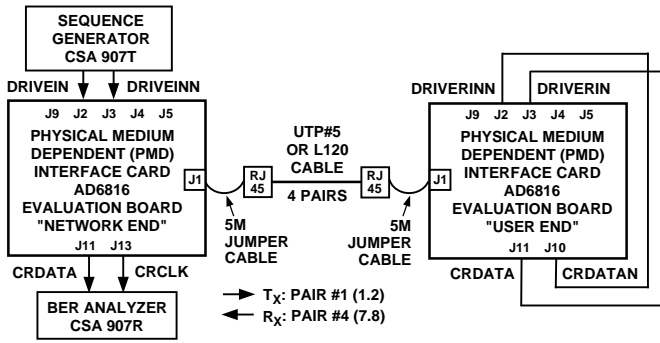 SEQUENCE
GENERATOR
CSA 907T
DRIVEIN DRIVEINN
J9 J2 J3 J4 J5
PHYSICAL MEDIUM
DEPENDENT (PMD)
INTERFACE CARD
AD6816
EVALUATION BOARD
"NETWORK END"
J1
J11 J13
CRDATA CRCLK
BER ANALYZER
CSA 907R
RJ
45
5M
JUMPER
CABLE
UTP#5
OR L120
CABLE
4 PAIRS
RJ
45
5M
JUMPER
CABLE
TX: PAIR #1 (1.2)
RX: PAIR #4 (7.8)
DRIVERINN DRIVERIN
J9 J2 J3 J4 J5
PHYSICAL MEDIUM
DEPENDENT (PMD)
INTERFACE CARD
AD6816
EVALUATION BOARD
"USER END"
J1
J11 J10
CRDATA CRDATAN